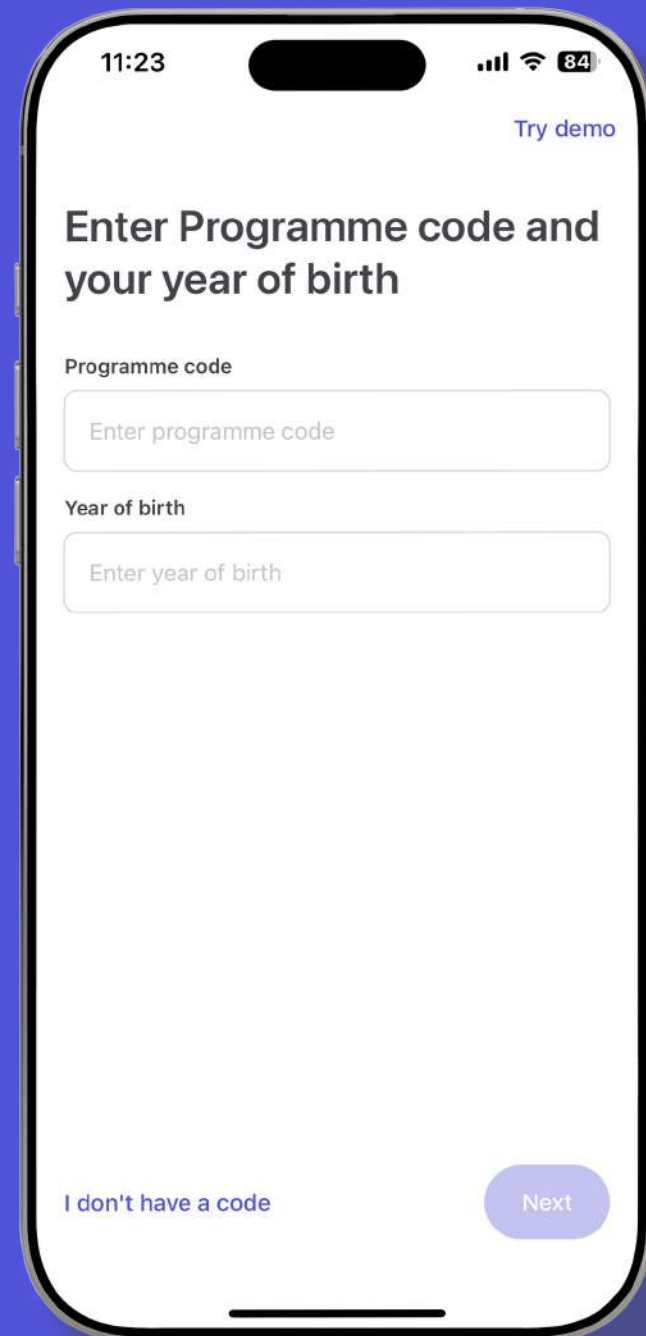 11:23
84
Try demo
Enter Programme code and
your year of birth
Programme code
Enter programme code
Year of birth
Enter year of birth
I don't have a code
Next